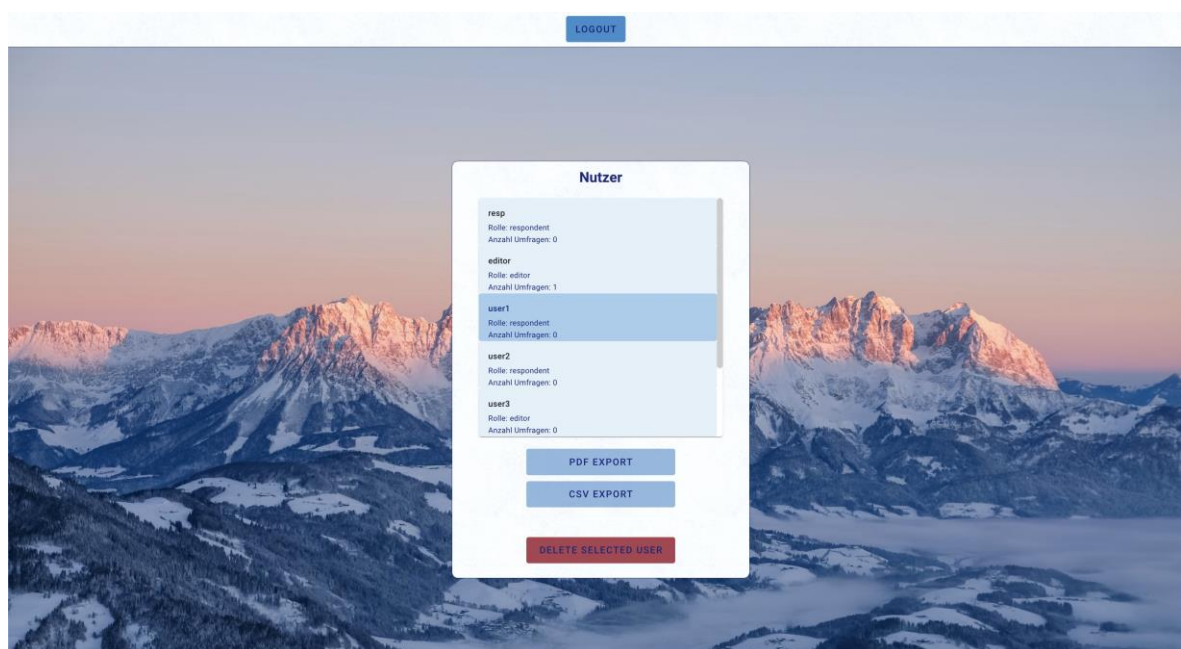 LOGOUT
Nutzer
resp
Rolle: respondent
Anzahl Umfragen: 0
editor
Rolle: editor
Anzahl Umfragen: 1
user1
Rolle: respondent
Anzahl Umfragen: 0
user2
Rolle: respondent
Anzahl Umfragen: 0
user3
Rolle: editor
Anzahl Umfragen: 0
PDF EXPORT
CSV EXPORT
DELETE SELECTED USER